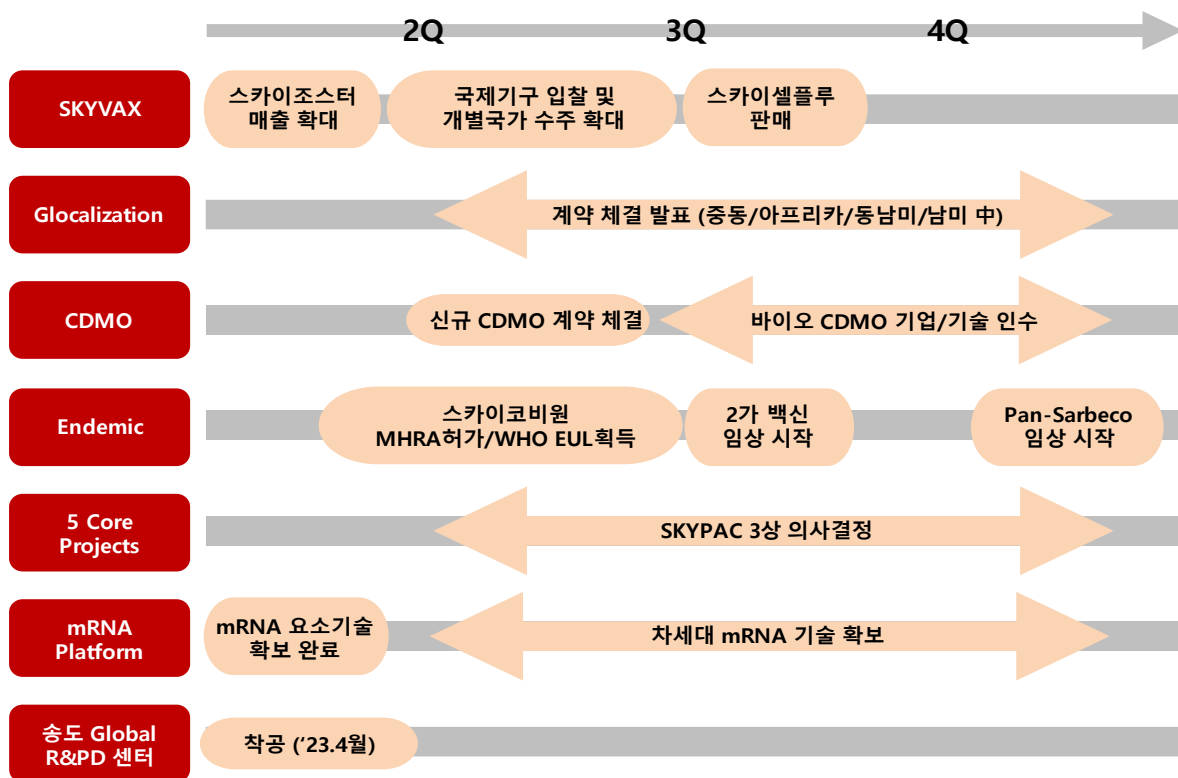 2Q 3Q 4Q
SKYVAX
스카이조스터
매출 확대
국제기구 입찰 및
개별국가 수주 확대
스카이셀플루
판매
Glocalization
계약 체결 발표 (중동/아프리카/동남미/남미 中)
CDMO
신규 CDMO 계약 체결
바이오 CDMO 기업/기술 인수
Endemic
스카이코비원
MHRA허가/WHO EUL획득
2가 백신
임상 시작
Pan-Sarbeco
임상 시작
5 Core
Projects
SKYPAC 3상 의사결정
mRNA
Platform
mRNA 요소기술
확보 완료
차세대 mRNA 기술 확보
송도 Global
R&PD 센터
착공 (‘23.4월)